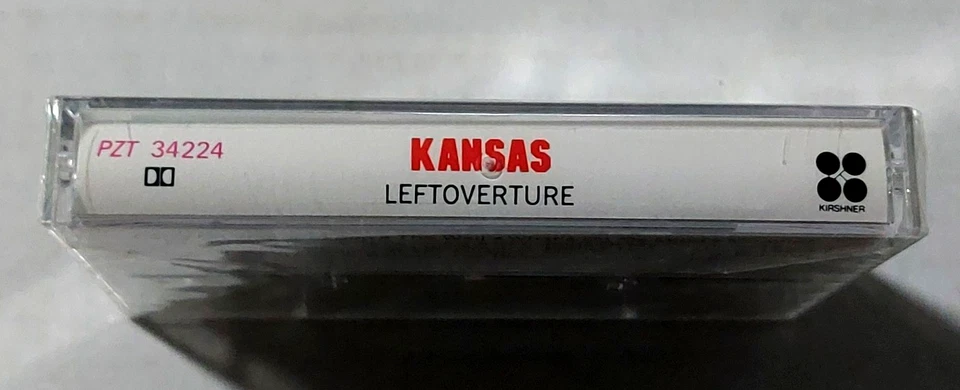 PZT 34224
KANSAS
LEFTOVERTURE
KIRSHNER